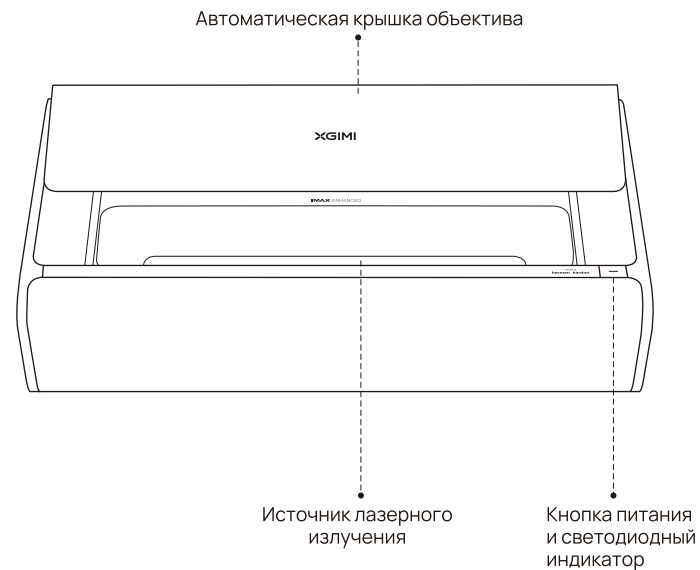 Автоматическая крышка объектива
XGIMI
IMAX ENHANCED
harman / kardon
Источник лазерного
излучения
Кнопка питания
и светодиодный
индикатор